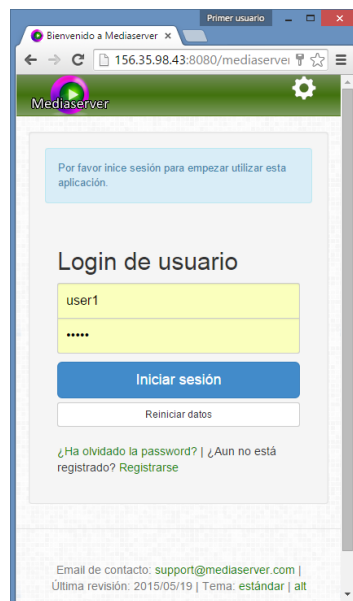 Primer usuario
Bienvenido a Mediaserver
156.35.98.43:8080/mediaserver
Mediaserver
Por favor inice sesión para empezar utilizar esta
aplicación.
Login de usuario
user1
•••••
Iniciar sesión
Reiniciar datos
¿Ha olvidado la password? | ¿Aun no está
registrado? Registrarse
Email de contacto: support@mediaserver.com |
Última revisión: 2015/05/19 | Tema: estándar | alt